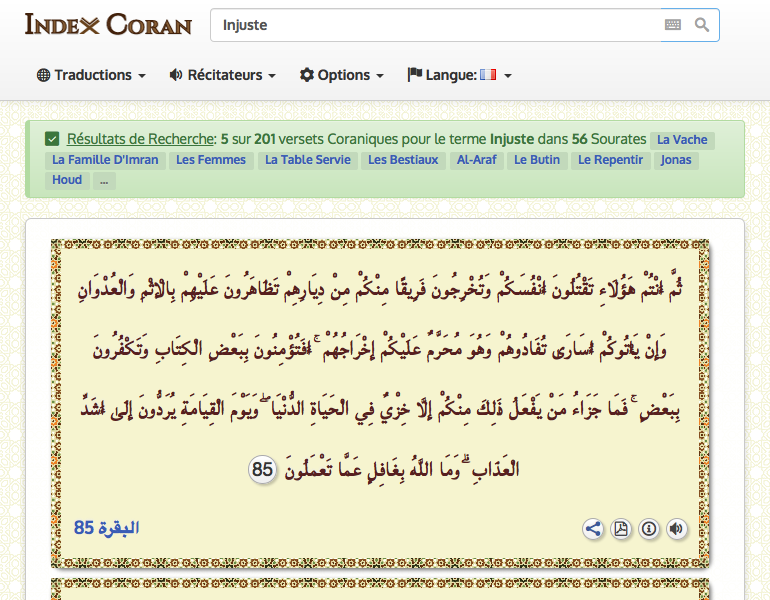 Index Coran
Injuste
Traductions
Récitateurs
Options
Langue:
Résultats de Recherche: 5 sur 201 versets Coraniques pour le terme Injuste dans 56 Sourates La Vache
La Famille D'Imran Les Femmes La Table Servie Les Bestiaux Al-Araf Le Butin Le Repentir Jonas
Houd ...
ثُمَّ أَنْتُمْ هَؤُلَاءِ تَقْتُلُونَ أَنْفُسَكُمْ وَتُخْرِجُونَ فَرِيقًا مِنْكُمْ مِنْ دِيَارِهِمْ تَظَاهَرُونَ عَلَيْهِمْ بِالْإِثْمِ وَالْعُدْوَانِ
وَإِنْ يَأْتُوكُمْ أُسَارَى تُفَادُوهُمْ وَهُوَ مُحَرَّمٌ عَلَيْكُمْ إِخْرَاجُهُمْ ۚ أَفَتُؤْمِنُونَ بِبَعْضِ الْكِتَابِ وَتَكْفُرُونَ
بِبَعْضٍ ۚ فَمَا جَزَاءُ مَنْ يَفْعَلُ ذَلِكَ مِنْكُمْ إِلَّا خِزْيٌ فِي الْحَيَاةِ الدُّنْيَا ۖ وَيَوْمَ الْقِيَامَةِ يُرَدُّونَ إِلَى أَشَدِّ
الْعَذَابِ ۗ وَمَا اللَّهُ بِغَافِلٍ عَمَّا تَعْمَلُونَ 85
البقرة 85